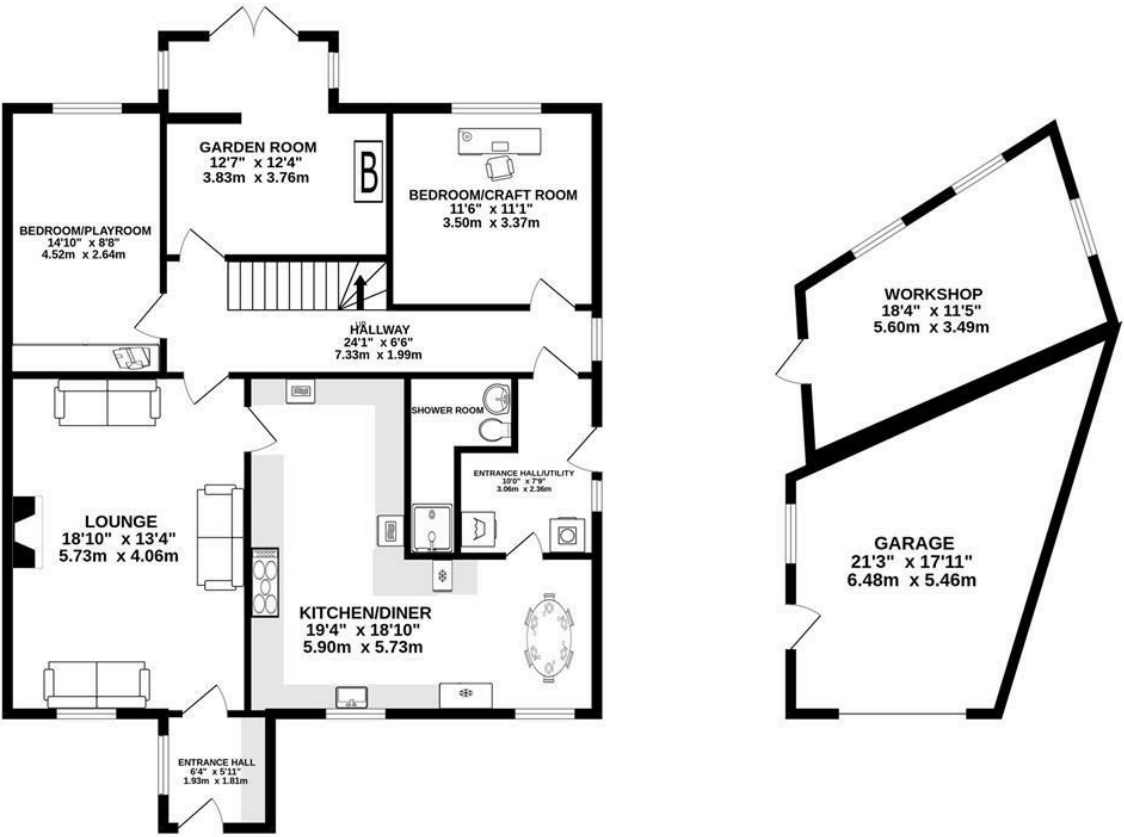 GARDEN ROOM
12'7" x 12'4"
3.83m x 3.76m
B
BEDROOM/CRAFT ROOM
11'6" x 11'1"
3.50m x 3.37m
BEDROOM/PLAYROOM
14'10" x 8'8"
4.52m x 2.64m
UP
HALLWAY
24'1" x 6'6"
7.33m x 1.99m
SHOWER ROOM
ENTRANCE HALL/UTILITY
10'0" x 7'9"
3.06m x 2.36m
LOUNGE
18'10" x 13'4"
5.73m x 4.06m
KITCHEN/DINER
19'4" x 18'10"
5.90m x 5.73m
ENTRANCE HALL
6'4" x 5'11"
1.93m x 1.81m
WORKSHOP
18'4" x 11'5"
5.60m x 3.49m
GARAGE
21'3" x 17'11"
6.48m x 5.46m